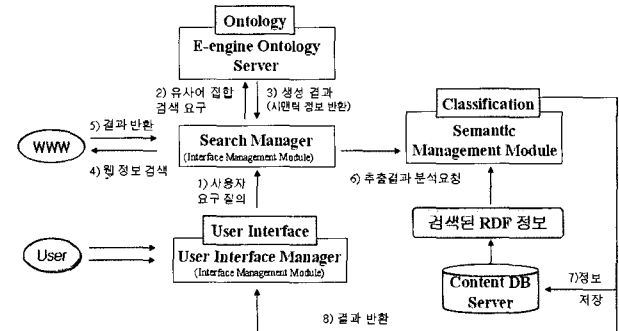 Ontology
E-engine Ontology
Server
2) 유사어 집합
검색 요구
3) 생성 결과
(시맨틱 정보 반환)
Classification
Semantic
Management Module
5) 결과 반환
WWW
4) 웹 정보 검색
Search Manager
(Interface Management Module)
6) 추출결과 분석요청
1) 사용자
요구 질의
검색된 RDF 정보
User Interface
User Interface Manager
(Interface Management Module)
User
Content DB
Server
7)정보
저장
8) 결과 반환